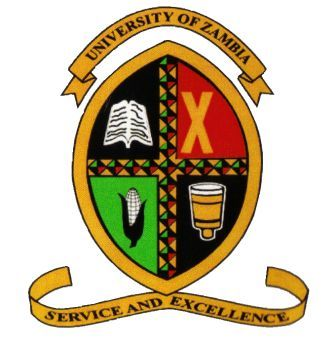 UNIVERSITY OF ZAMBIA
SERVICE AND EXCELLENCE